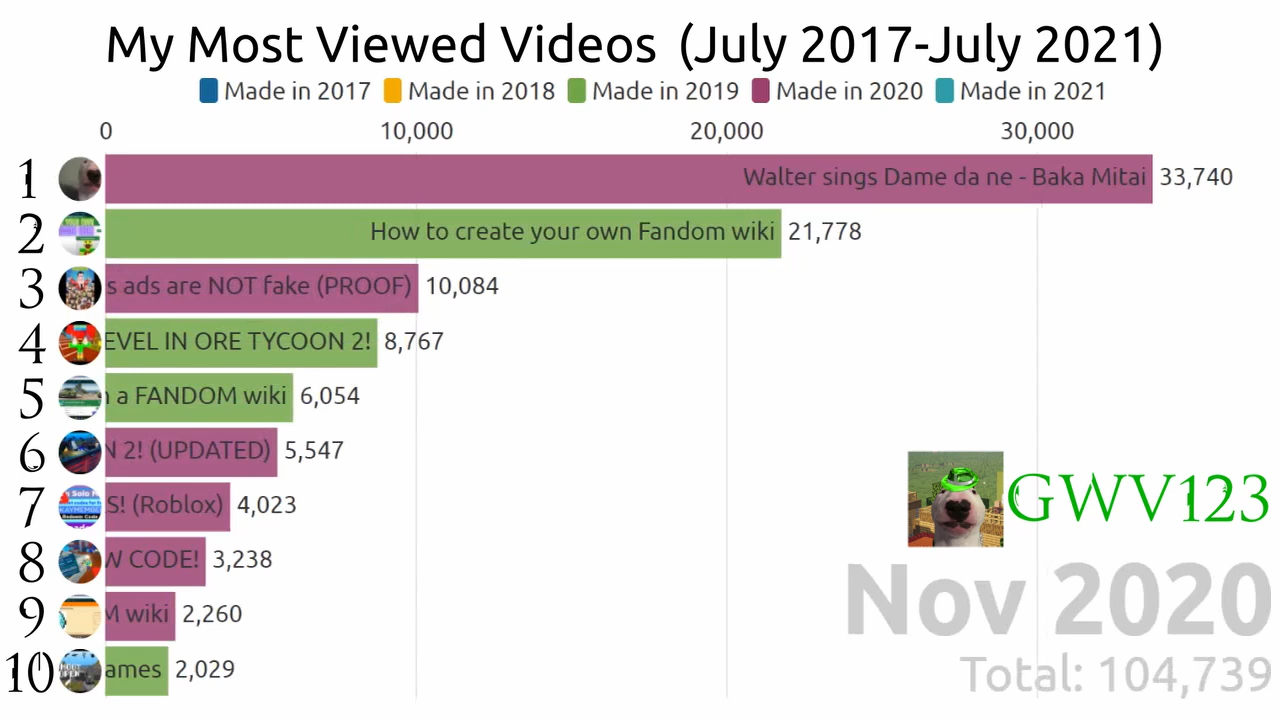 My Most Viewed Videos (July 2017-July 2021)
Made in 2017 Made in 2018 Made in 2019 Made in 2020 Made in 2021
0 10,000 20,000 30,000
1 Walter sings Dame da ne - Baka Mitai 33,740
2 How to create your own Fandom wiki 21,778
3 s ads are NOT fake (PROOF) 10,084
4 EVEL IN ORE TYCOON 2! 8,767
5 a FANDOM wiki 6,054
6 N 2! (UPDATED) 5,547
7 S! (Roblox) 4,023
8 W CODE! 3,238
9 M wiki 2,260
10 ames 2,029
GWV123
Nov 2020
Total: 104,739